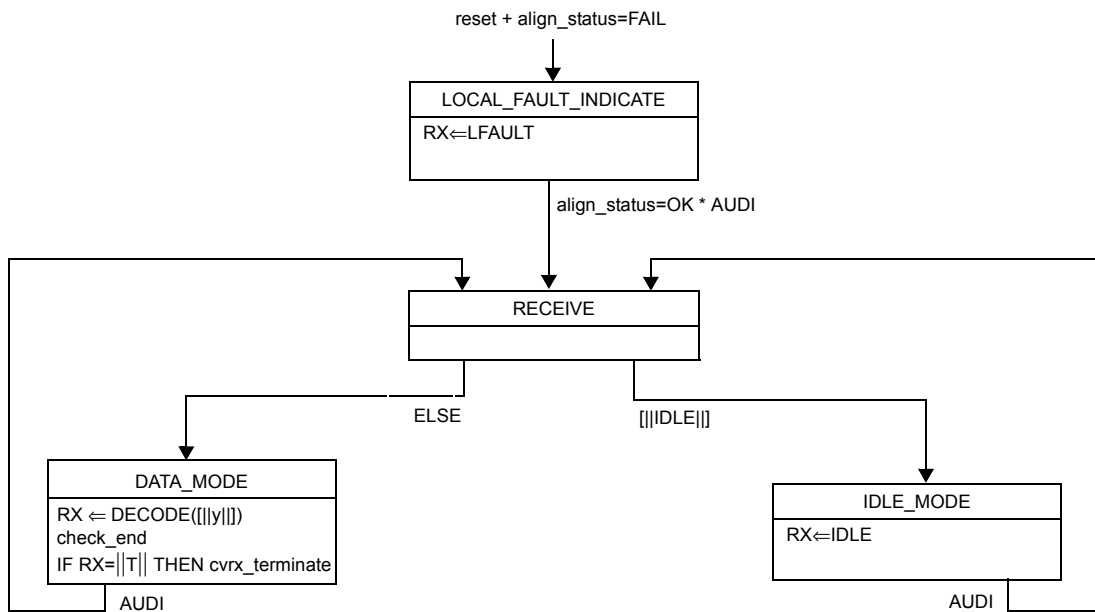 reset + align_status=FAIL
LOCAL_FAULT_INDICATE
RX⇐LFAULT
align_status=OK * AUDI
RECEIVE
ELSE
[||IDLE||]
DATA_MODE
RX ⇐ DECODE([||y||])
check_end
IF RX=||T|| THEN cvrx_terminate
IDLE_MODE
RX⇐IDLE
AUDI
AUDI